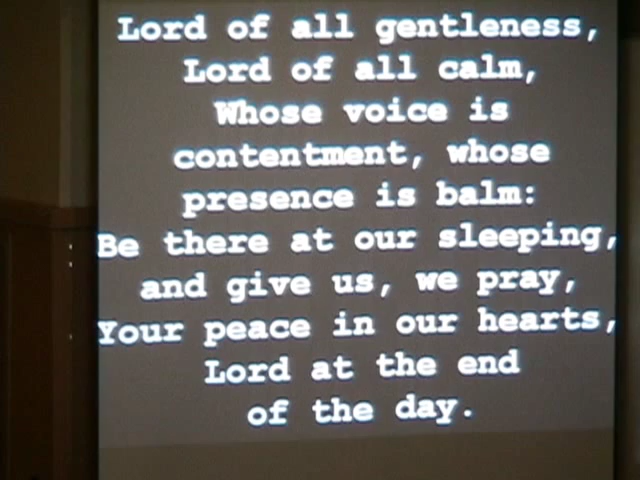 Lord of all gentleness,
Lord of all calm,
Whose voice is
contentment, whose
presence is balm:
Be there at our sleeping,
and give us, we pray,
Your peace in our hearts,
Lord at the end
of the day.